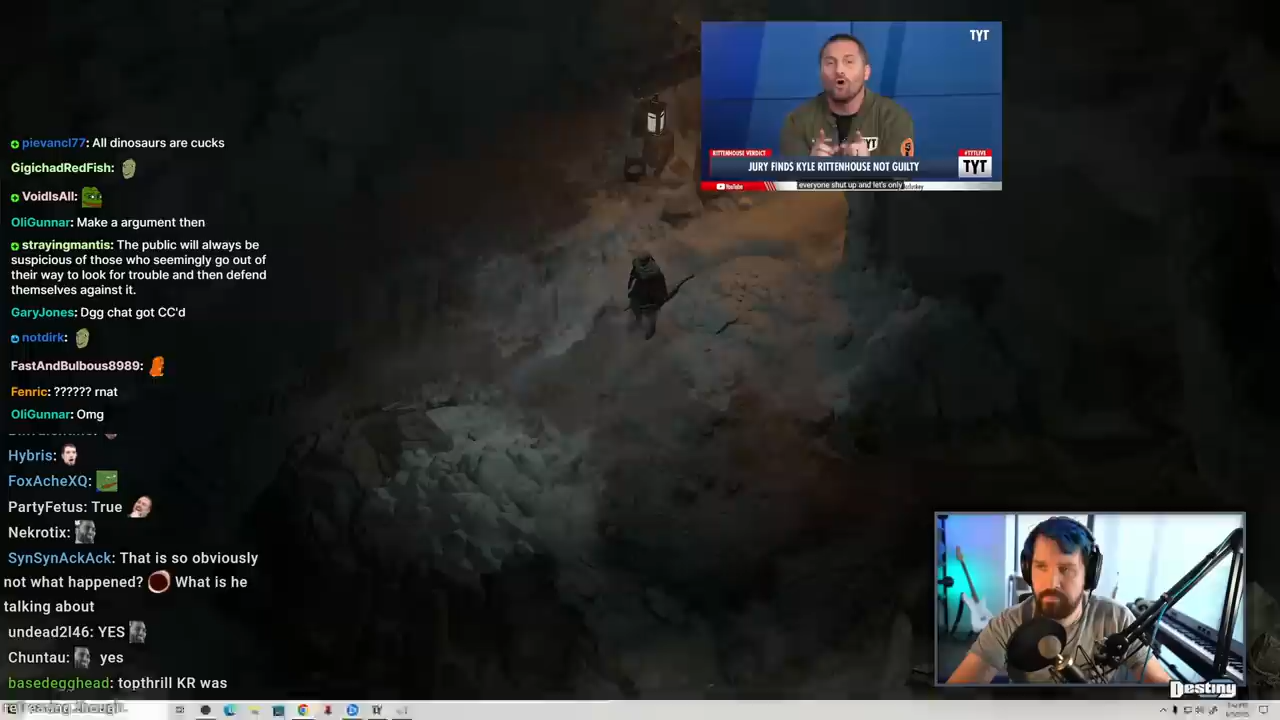 TYT
RITTENHOUSE VERDICT
#TYTLIVE
JURY FINDS KYLE RITTENHOUSE NOT GUILTY
TYT
YouTube
everyone shut up and let's only
pievancl77: All dinosaurs are cucks
GigichadRedFish:
VoidIsAll:
OliGunnar: Make a argument then
strayingmantis: The public will always be
suspicious of those who seemingly go out of
their way to look for trouble and then defend
themselves against it.
GaryJones: Dgg chat got CC'd
notdirk:
FastAndBulbous8989:
Fenric: ?????? rnat
OliGunnar: Omg
Hybris:
FoxAcheXQ:
PartyFetus: True
Nekrotix:
SynSynAckAck: That is so obviously
not what happened? What is he
talking about
undead2l46: YES
Chuntau: yes
basedegghead: topthrill KR was
Destiny